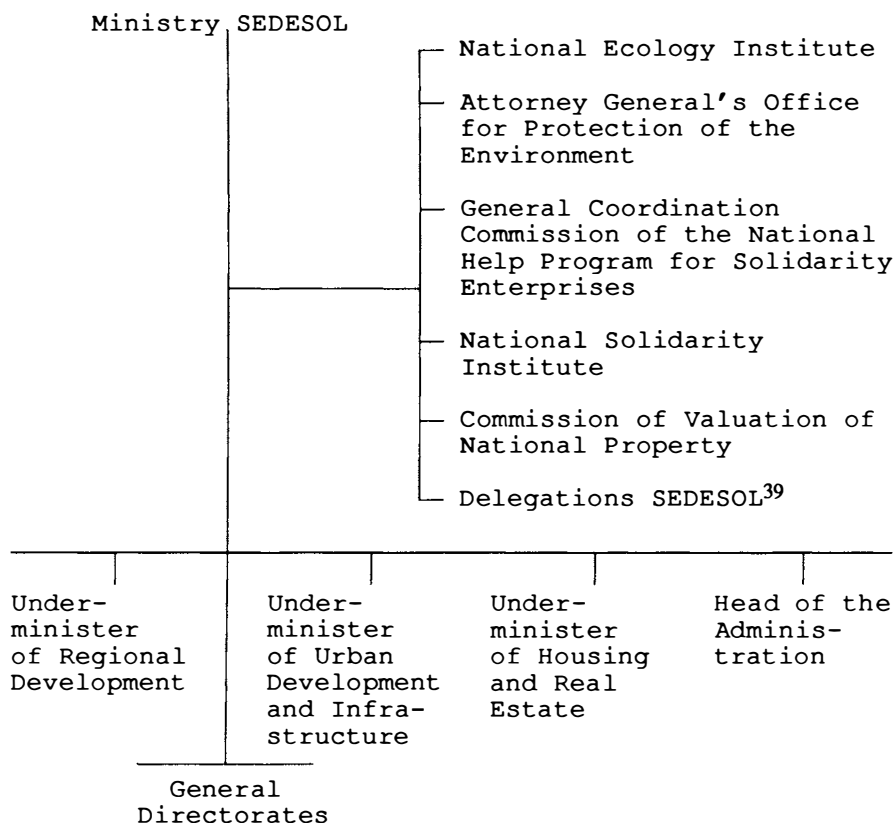 Ministry SEDESOL
National Ecology Institute
Attorney General's Office
for Protection of the
Environment
General Coordination
Commission of the National
Help Program for Solidarity
Enterprises
National Solidarity
Institute
Commission of Valuation of
National Property
Delegations SEDESOL39
Under-
minister
of Regional
Development
Under-
minister
of Urban
Development
and Infra-
structure
Under-
minister
of Housing
and Real
Estate
Head of the
Adminis-
tration
General
Directorates